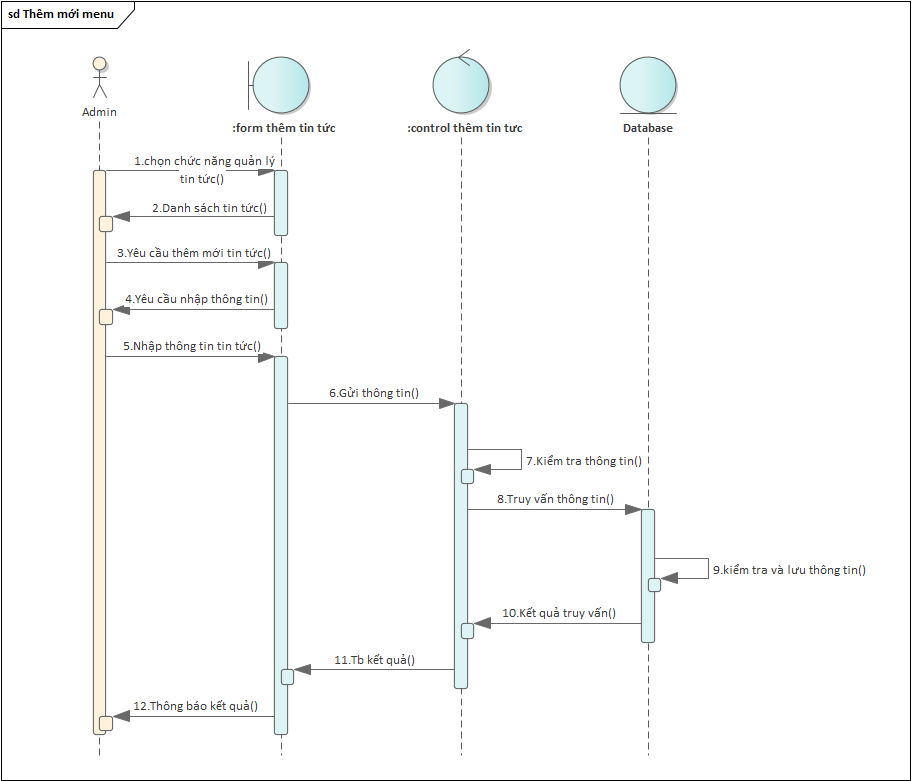 sd Thêm mới menu
Admin
:form thêm tin tức
:control thêm tin tưc
Database
1.chọn chức năng quản lý
tin tức()
2.Danh sách tin tức()
3.Yêu cầu thêm mới tin tức()
4.Yêu cầu nhập thông tin()
5.Nhập thông tin tin tức()
6.Gửi thông tin()
7.Kiểm tra thông tin()
8.Truy vấn thông tin()
9.kiểm tra và lưu thông tin()
10.Kết quả truy vấn()
11.Tb kết quả()
12.Thông báo kết quả()